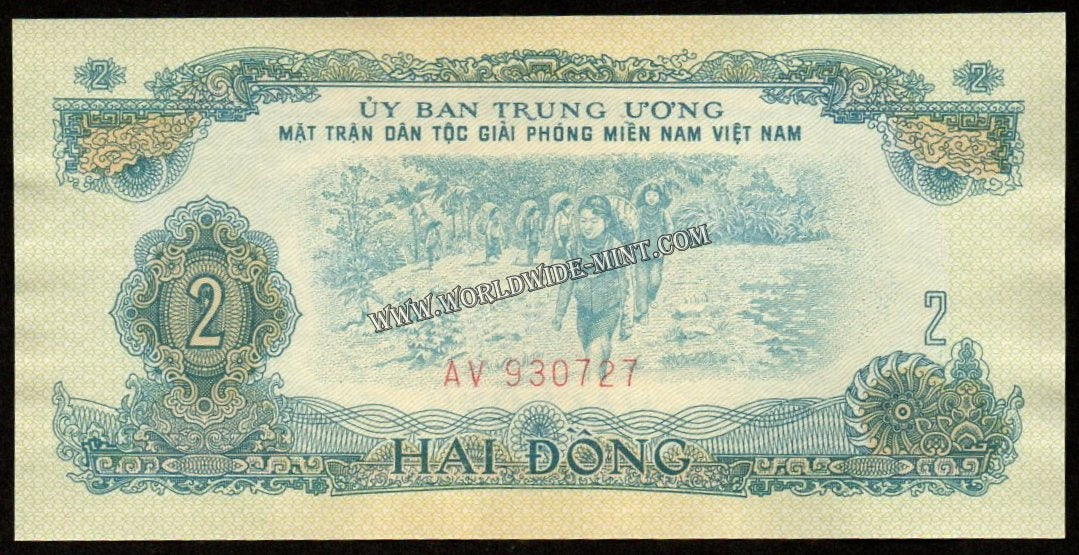 2 2
ỦY BAN TRUNG ƯƠNG
MẶT TRẬN DÂN TỘC GIẢI PHÓNG MIỀN NAM VIỆT NAM
WWW.WORLDWIDE-MINT.COM
2 2
AV 930727
HAI ĐỒNG